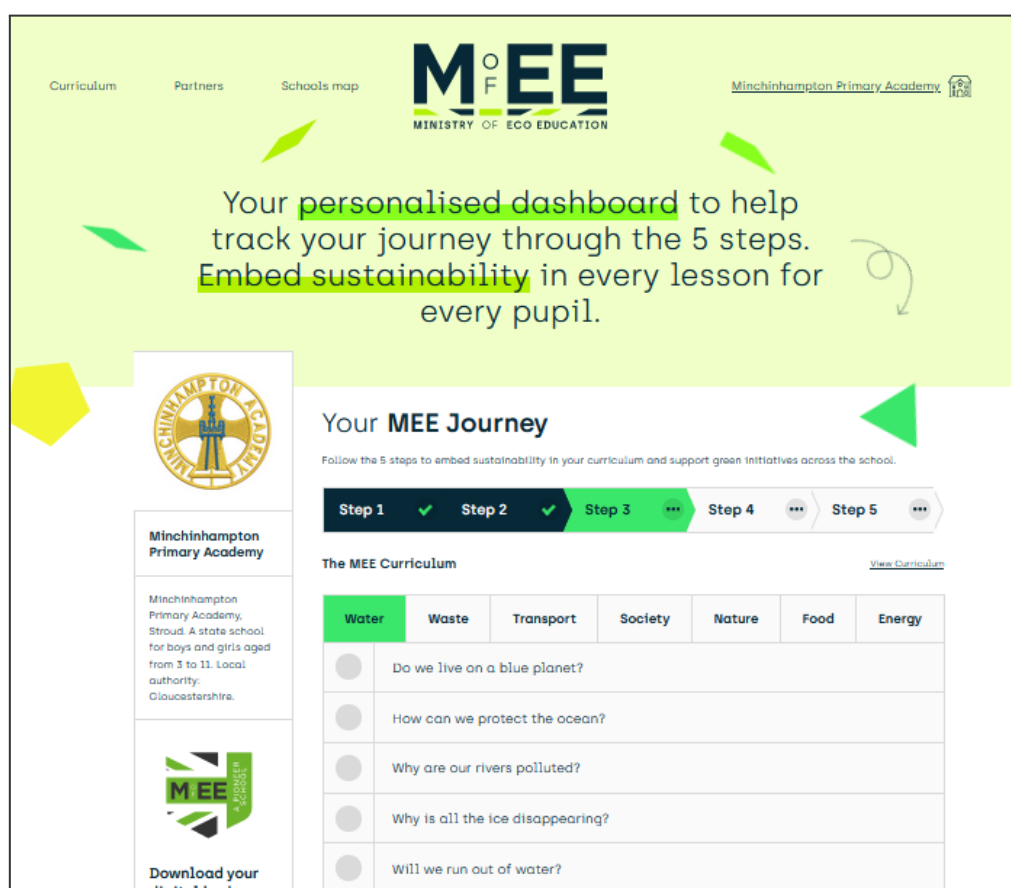 Curriculum
Partners
Schools map
M OF EE
MINISTRY OF ECO EDUCATION
Minchinhampton Primary Academy
Your personalised dashboard to help
track your journey through the 5 steps.
Embed sustainability in every lesson for
every pupil.
MINCHINHAMPTON ACADEMY
Minchinhampton
Primary Academy
Minchinhampton
Primary Academy,
Stroud. A state school
for boys and girls aged
from 3 to 11. Local
authority:
Gloucestershire.
M OF EE
A PIONEER
SCHOOL
Download your
Your MEE Journey
Follow the 5 steps to embed sustainability in your curriculum and support green initiatives across the school.
Step 1
Step 2
Step 3
Step 4
Step 5
The MEE Curriculum
View Curriculum
Water
Waste
Transport
Society
Nature
Food
Energy
Do we live on a blue planet?
How can we protect the ocean?
Why are our rivers polluted?
Why is all the ice disappearing?
Will we run out of water?